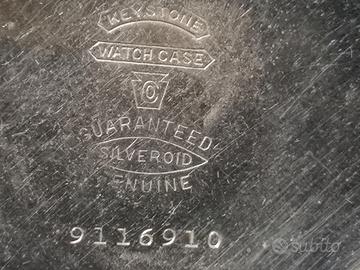 KEYSTONE
WATCH CASE
GUARANTEED
SILVEROID
GENUINE
9116910
subito